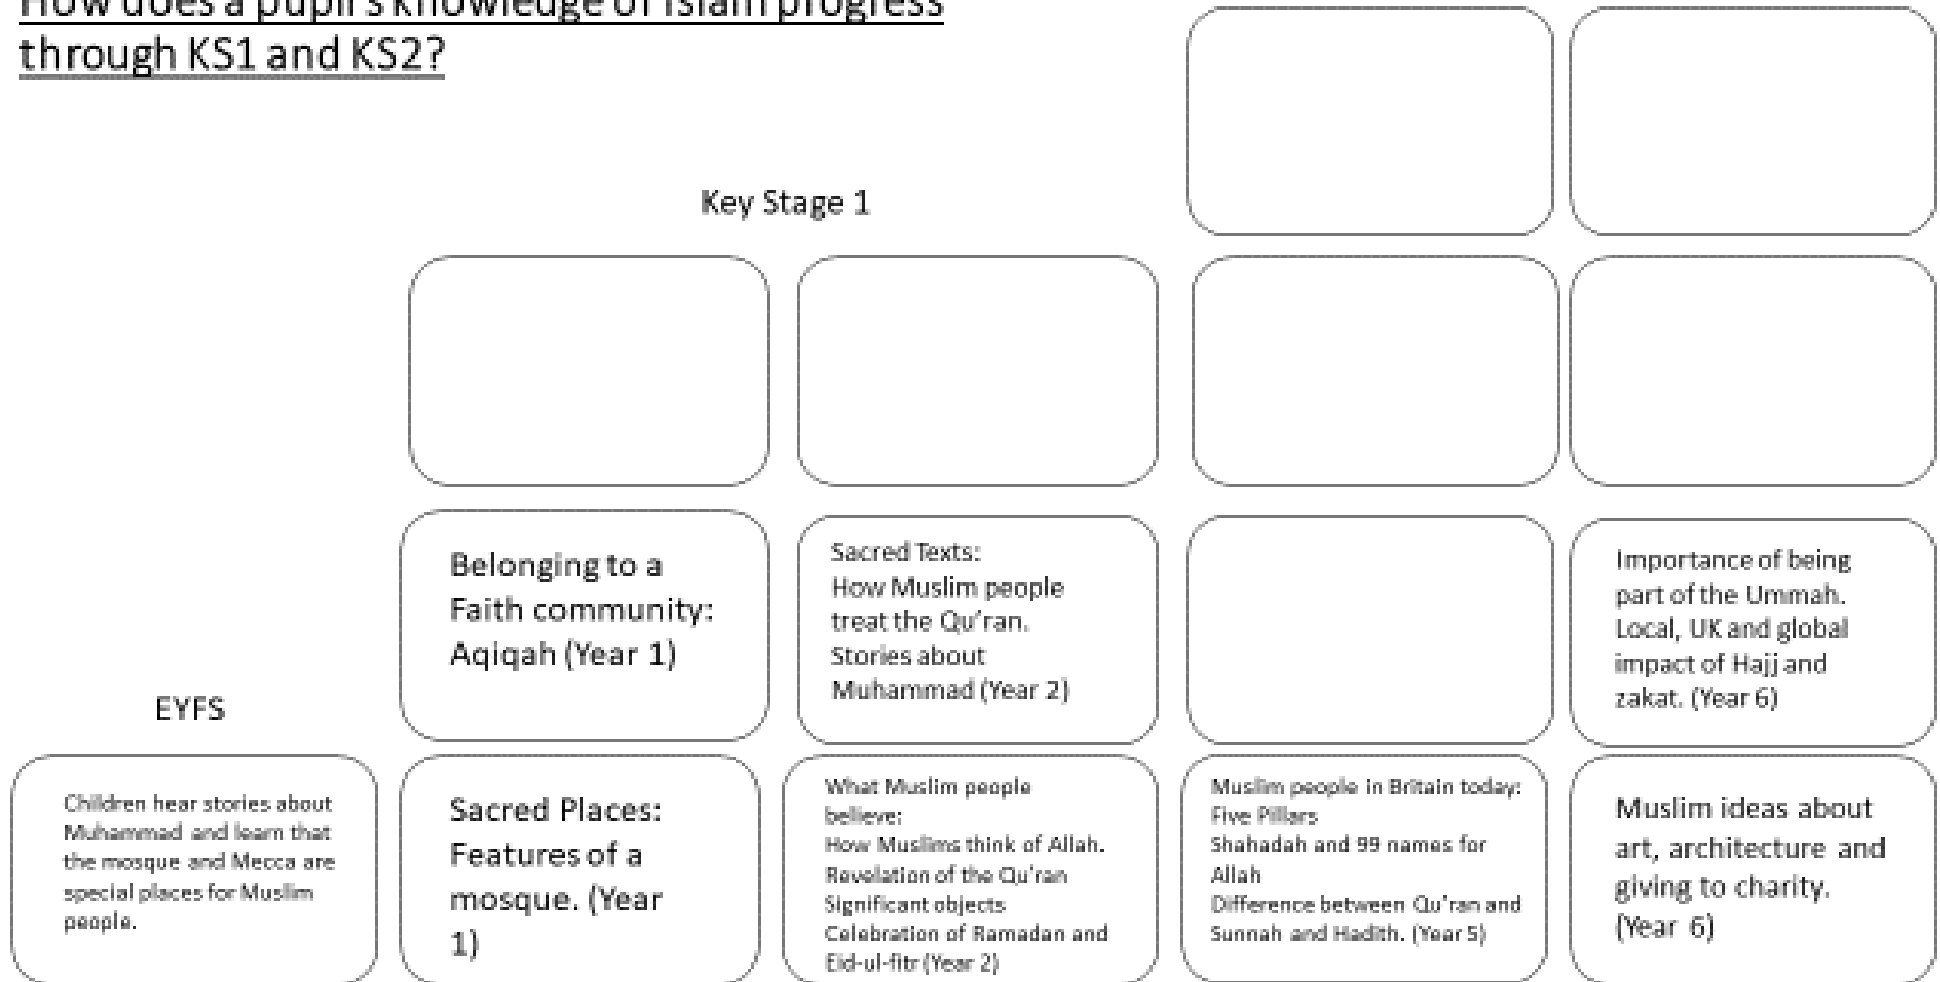 How does a pupil's knowledge of Islam progress
through KS1 and KS2?
Key Stage 1
Belonging to a
Faith community:
Aqiqah (Year 1)
Sacred Texts:
How Muslim people
treat the Qu'ran.
Stories about
Muhammad (Year 2)
Importance of being
part of the Ummah.
Local, UK and global
impact of Hajj and
zakat. (Year 6)
EYFS
Children hear stories about
Muhammad and learn that
the mosque and Mecca are
special places for Muslim
people.
Sacred Places:
Features of a
mosque. (Year
1)
What Muslim people
believe:
How Muslims think of Allah.
Revelation of the Qu'ran
Significant objects
Celebration of Ramadan and
Eid-ul-fitr (Year 2)
Muslim people in Britain today:
Five Pillars
Shahadah and 99 names for
Allah
Difference between Qu'ran and
Sunnah and Hadith. (Year 5)
Muslim ideas about
art, architecture and
giving to charity.
(Year 6)